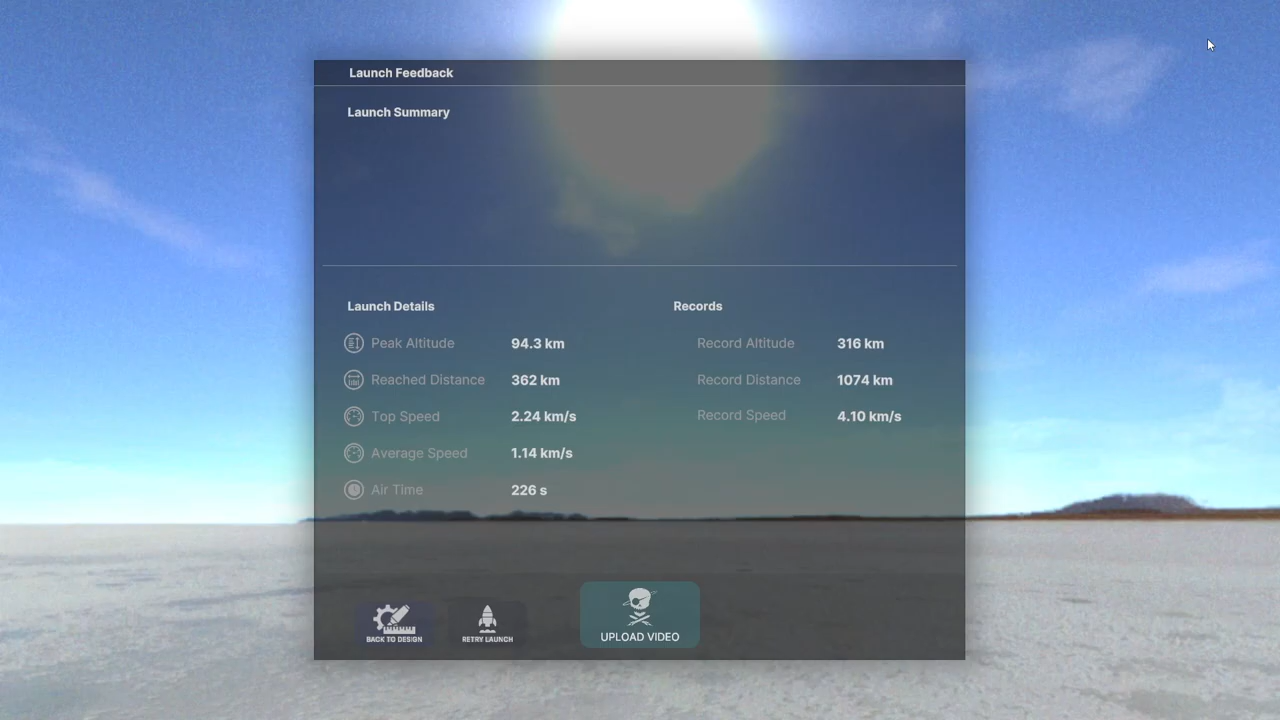 Launch Feedback
Launch Summary
Launch Details
Peak Altitude 94.3 km
Reached Distance 362 km
Top Speed 2.24 km/s
Average Speed 1.14 km/s
Air Time 226 s
Records
Record Altitude 316 km
Record Distance 1074 km
Record Speed 4.10 km/s
BACK TO DESIGN
RETRY LAUNCH
UPLOAD VIDEO